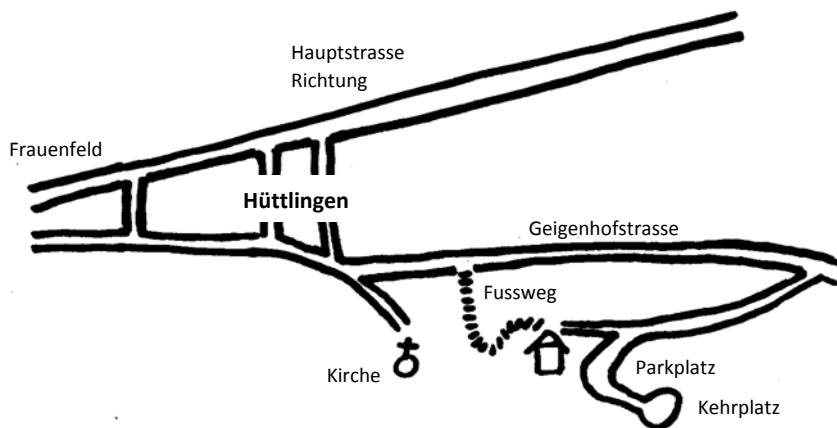 Hauptstrasse
Richtung
Frauenfeld
Hüttlingen
Geigenhofstrasse
Fussweg
Kirche
Parkplatz
Kehrplatz